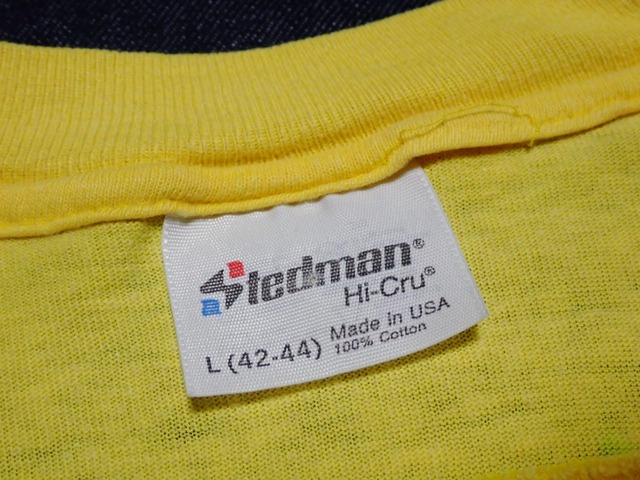 Stedman®
Hi-Cru®
L (42-44) Made in USA
100% Cotton